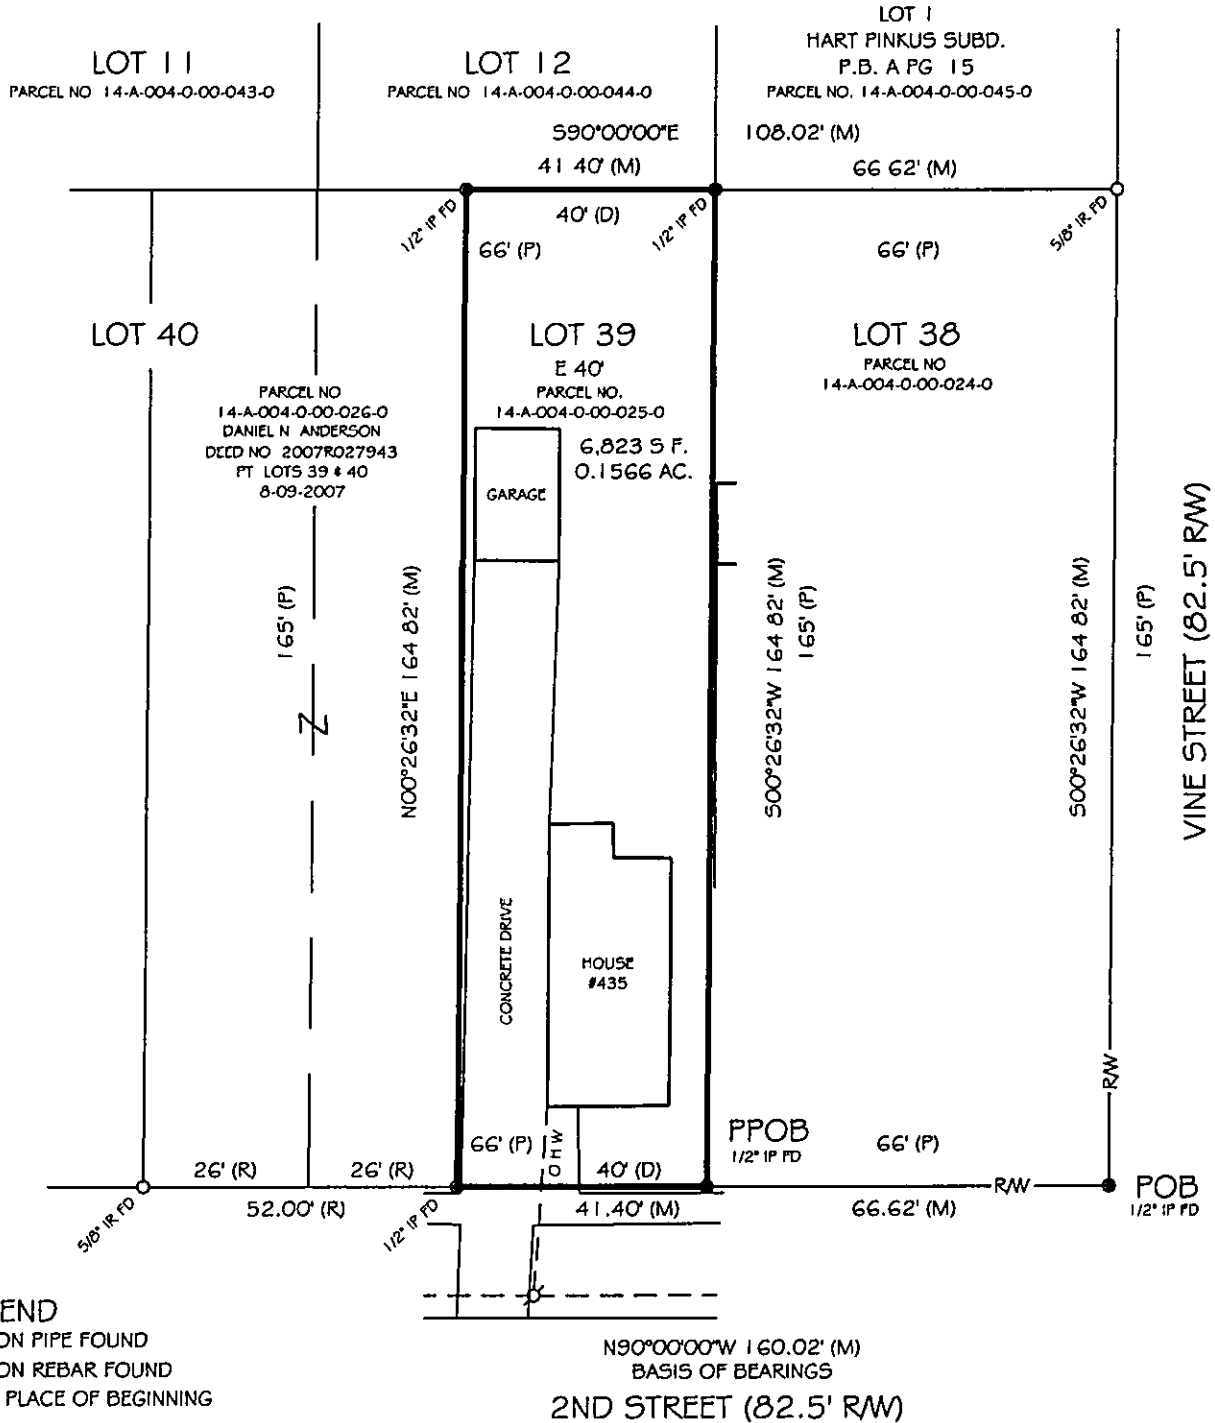 LOT 11
PARCEL NO 14-A-004-0-00-043-0
LOT 12
PARCEL NO 14-A-004-0-00-044-0
LOT 1
HART PINKUS SUBD.
P.B. A PG 15
PARCEL NO. 14-A-004-0-00-045-0
S90°00'00"E 108.02' (M)
41 40' (M)
66 62' (M)
1/2" IP FD
40' (D)
1/2" IP FD
5/8" IR FD
66' (P)
66' (P)
LOT 40
LOT 39
E 40'
PARCEL NO.
14-A-004-0-00-025-0
6,823 S F.
0.1566 AC.
LOT 38
PARCEL NO
14-A-004-0-00-024-0
PARCEL NO
14-A-004-0-00-026-0
DANIEL N ANDERSON
DEED NO 2007R027943
PT LOTS 39 & 40
8-09-2007
GARAGE
165' (P)
Z
N00°26'32"E 164 82' (M)
S00°26'32"W 164 82' (M)
165' (P)
S00°26'32"W 164 82' (M)
165' (P)
VINE STREET (82.5' R/W)
CONCRETE DRIVE
HOUSE
#435
R/W
PPOB
1/2" IP FD
66' (P)
OHW
66' (P)
26' (R)
26' (R)
40' (D)
R/W
POB
1/2" IP FD
5/8" IR FD
52.00' (R)
1/2" IP FD
41.40' (M)
66.62' (M)
END
ON PIPE FOUND
ON REBAR FOUND
PLACE OF BEGINNING
N90°00'00"W 160.02' (M)
BASIS OF BEARINGS
2ND STREET (82.5' R/W)